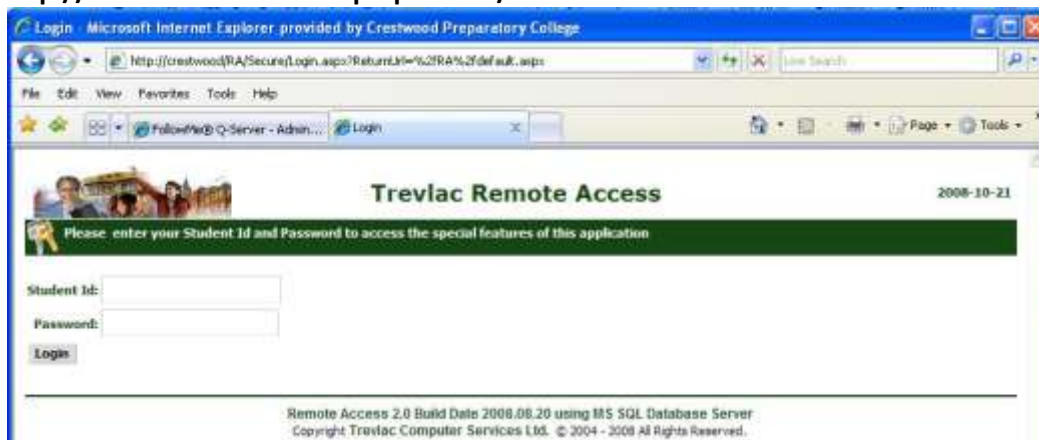 Login - Microsoft Internet Explorer provided by Crestwood Preparatory College
http://crestwood/RA/Secure/Login.aspx?ReturnUrl=%2fRA%2fdefault.aspx
Live Search
File Edit View Favorites Tools Help
FollowMe® Q-Server - Admin... Login Page Tools
Trevlac Remote Access
2008-10-21
Please enter your Student Id and Password to access the special features of this application
Student Id:
Password:
Login
Remote Access 2.0 Build Date 2008.08.20 using MS SQL Database Server
Copyright Trevlac Computer Services Ltd. © 2004 - 2008 All Rights Reserved.